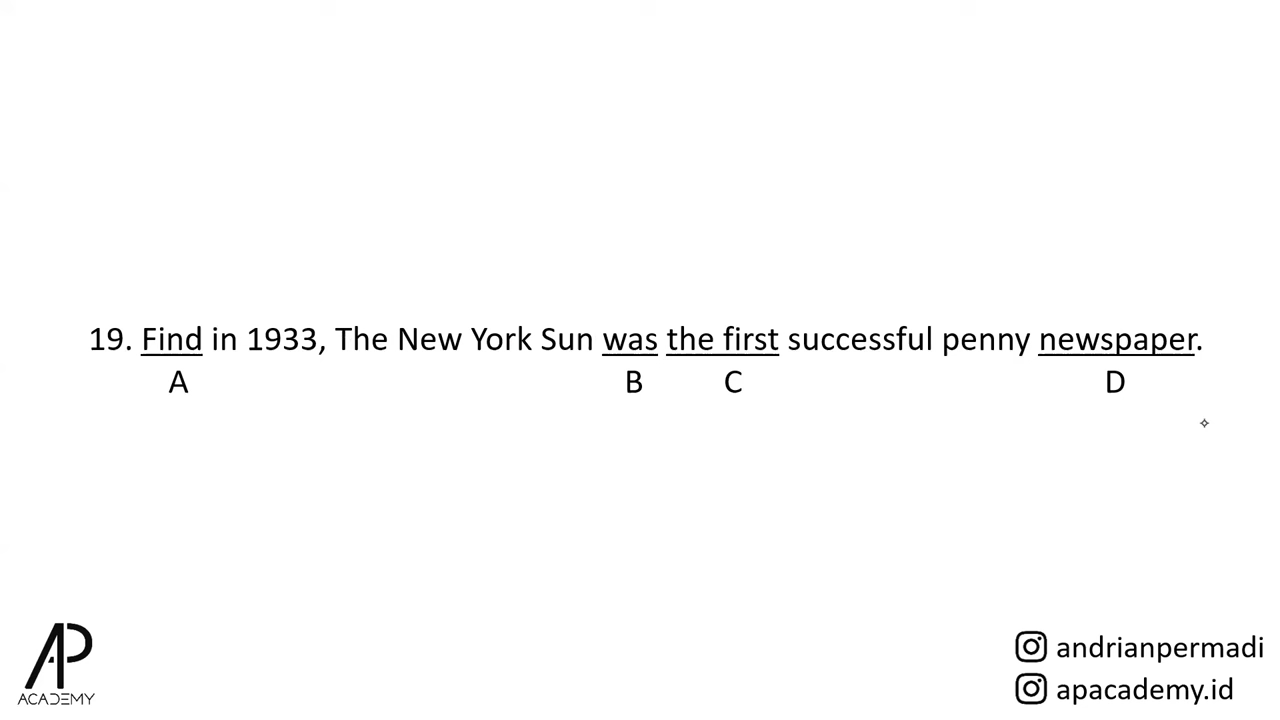 19. Find in 1933, The New York Sun was the first successful penny newspaper.
A B C D
AP
ACADEMY
andrianpermadi
apacademy.id